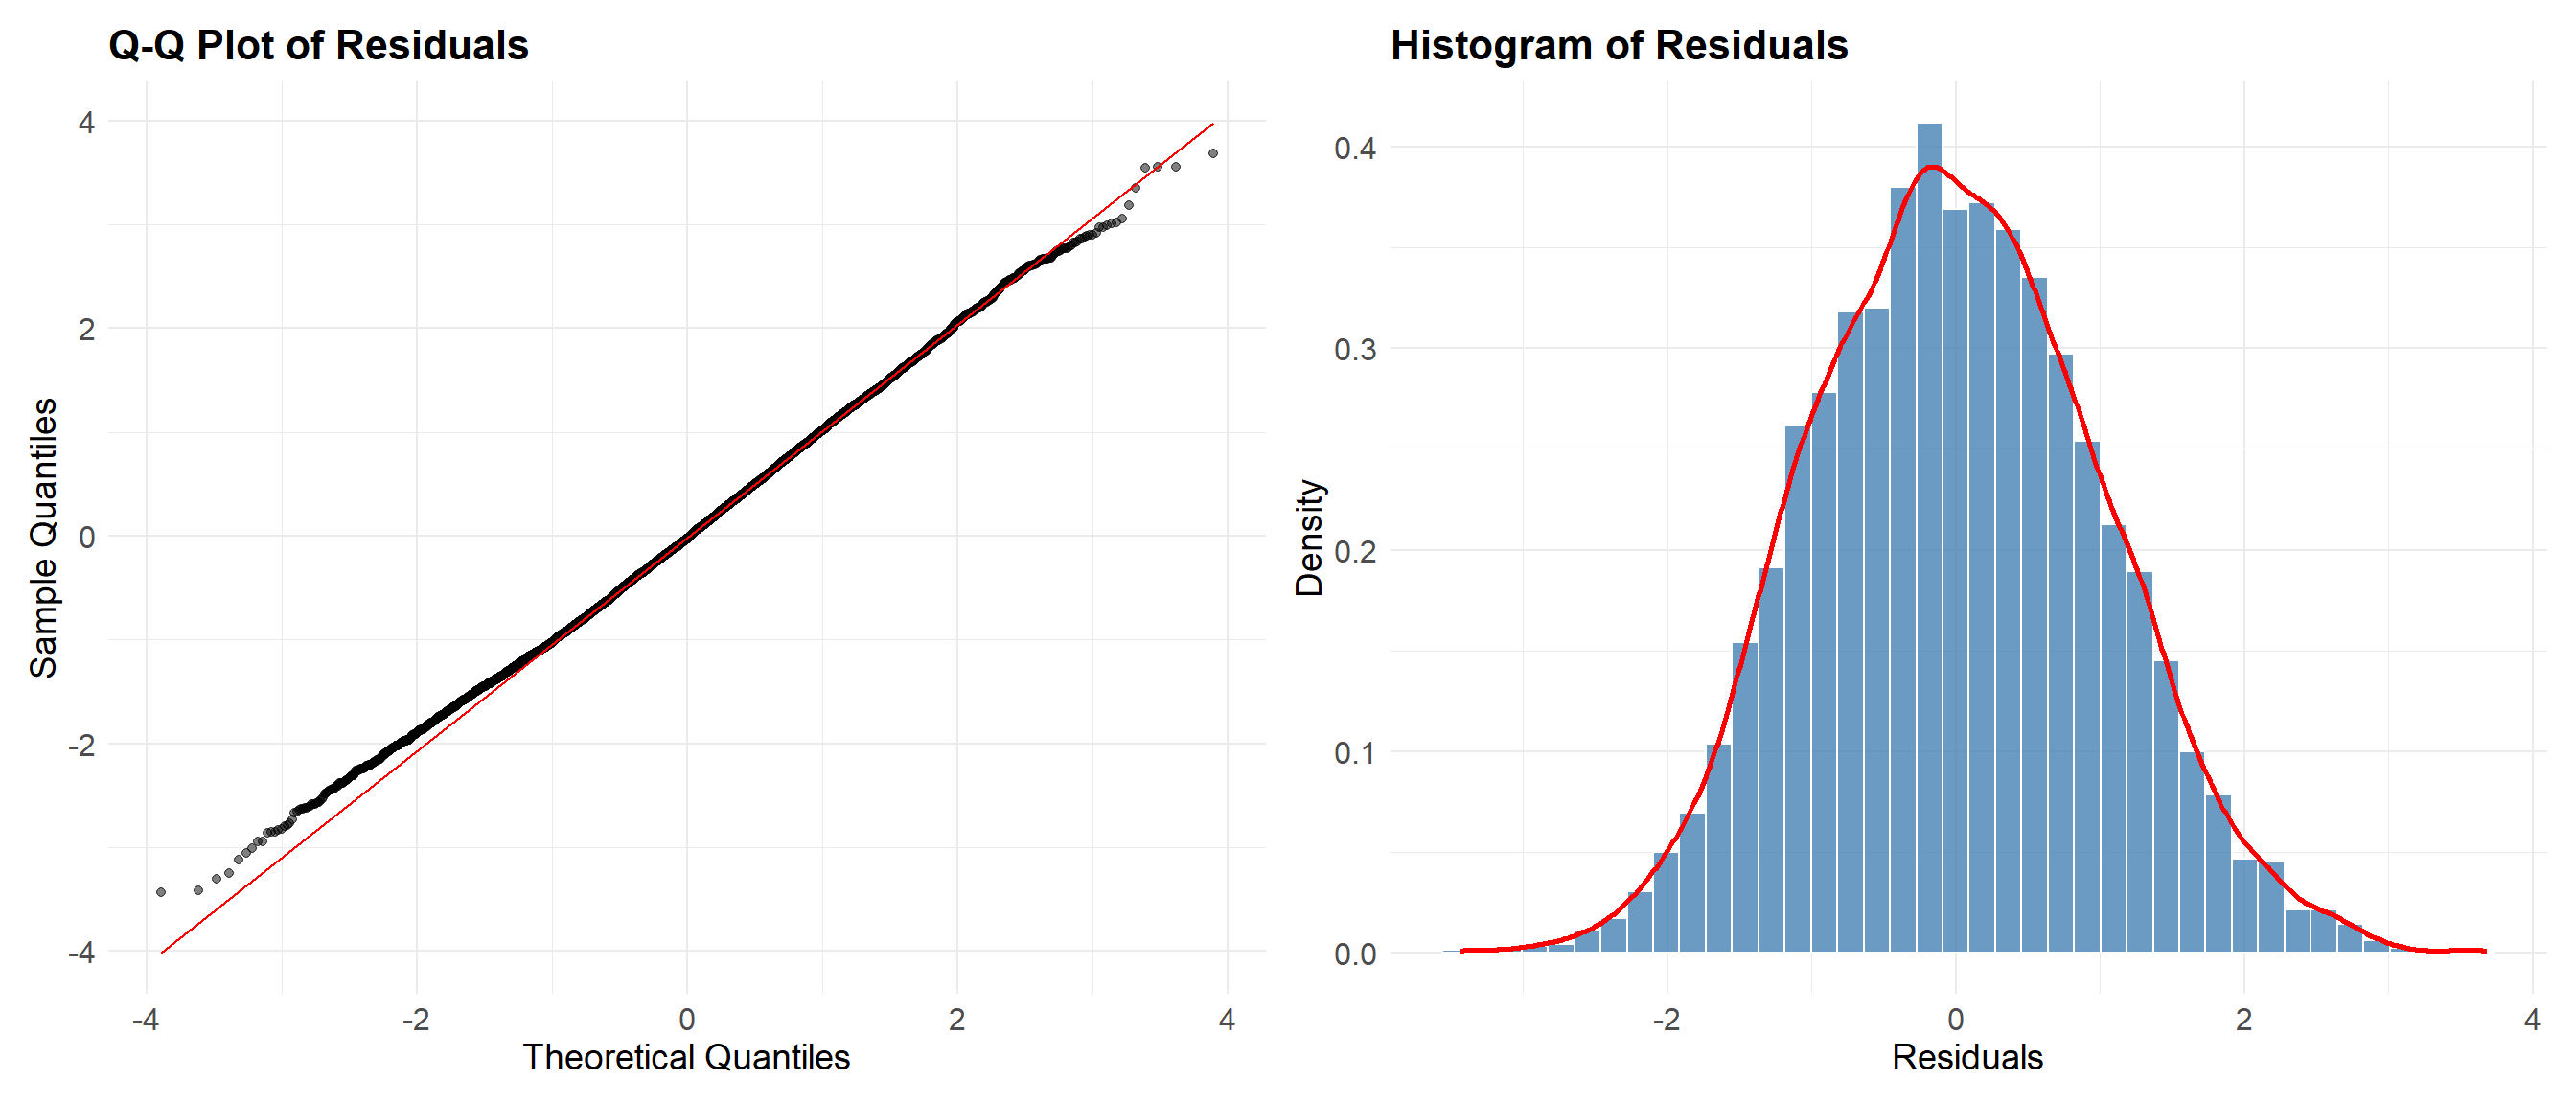 Q-Q Plot of Residuals
4
2
0
-2
-4
Sample Quantiles
-4 -2 0 2 4
Theoretical Quantiles
Histogram of Residuals
0.4
0.3
0.2
0.1
0.0
Density
-2 0 2 4
Residuals